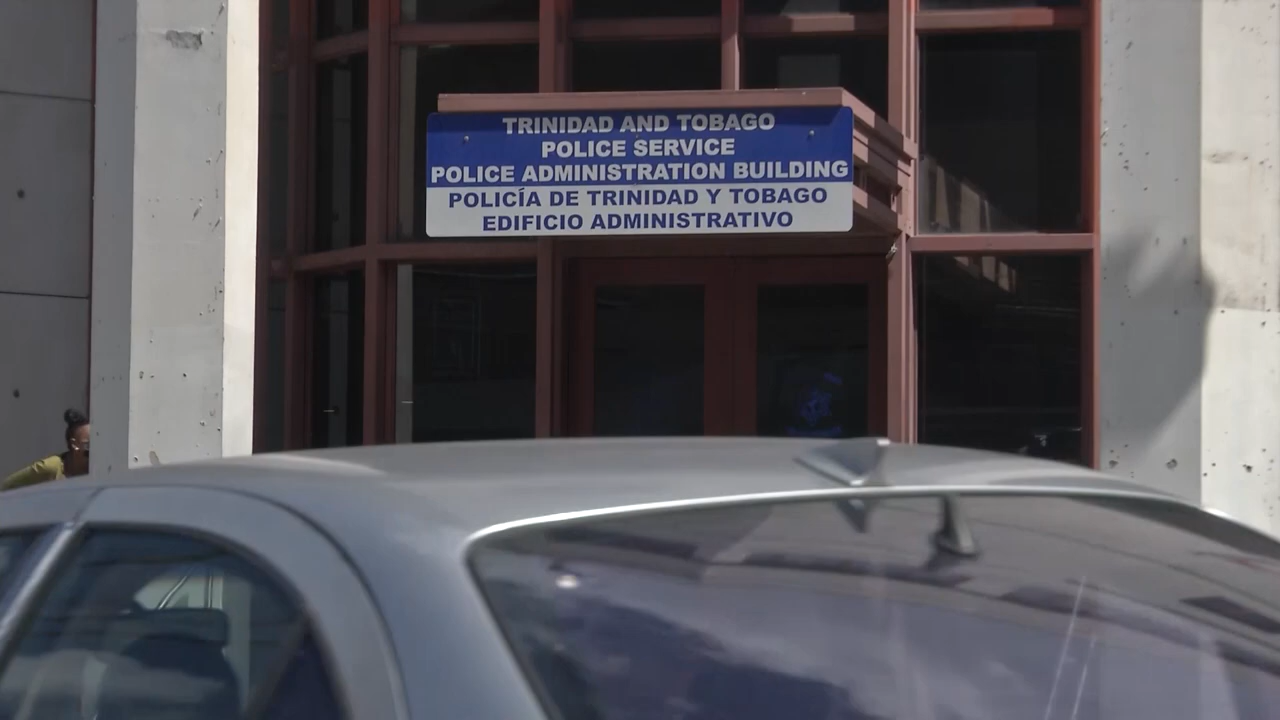 TRINIDAD AND TOBAGO
POLICE SERVICE
POLICE ADMINISTRATION BUILDING
POLICÍA DE TRINIDAD Y TOBAGO
EDIFICIO ADMINISTRATIVO